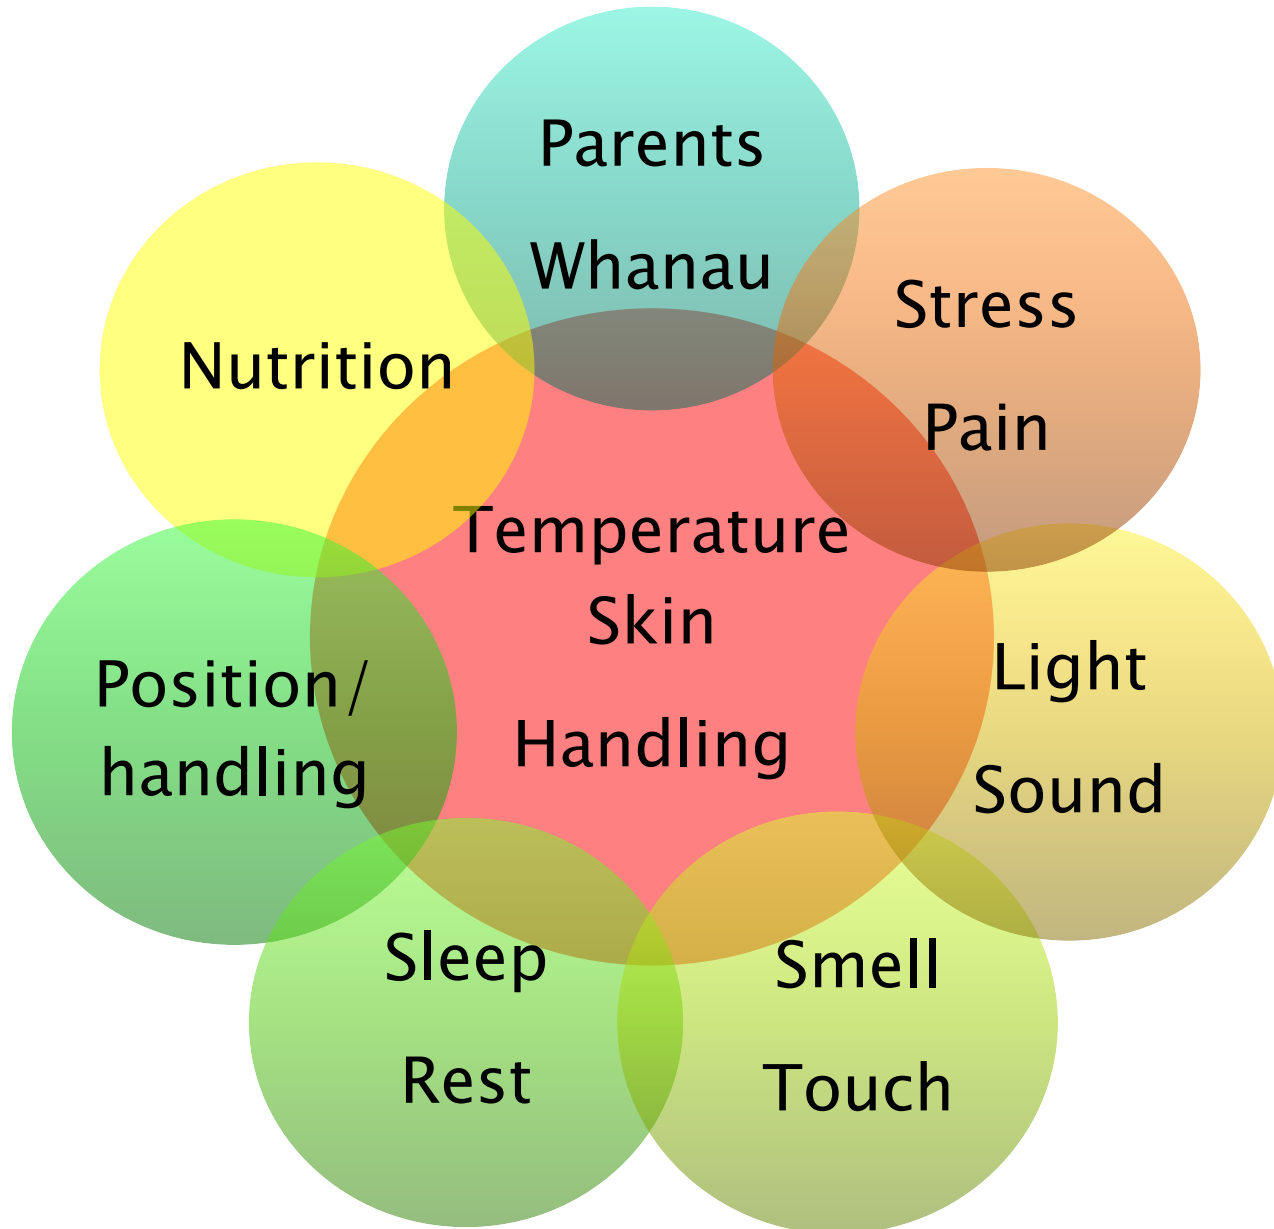 Parents
Whanau
Stress
Pain
Light
Sound
Smell
Touch
Sleep
Rest
Position/
handling
Nutrition
Temperature
Skin
Handling